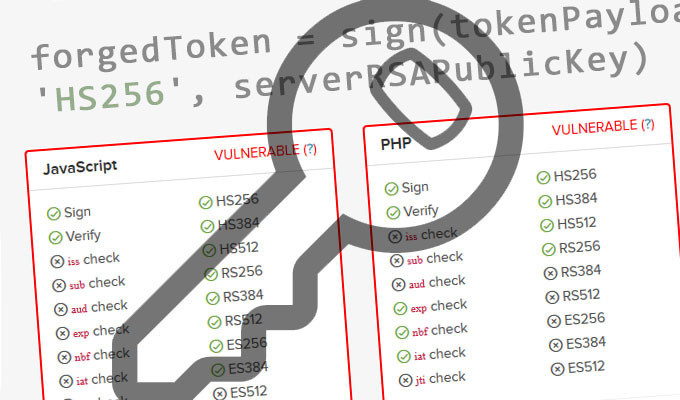 forgedToken = sign(tokenPayloa
'HS256', serverRSAPublicKey)
JavaScript
VULNERABLE (?)
Sign
Verify
iss check
sub check
aud check
exp check
nbf check
iat check
HS256
HS384
HS512
RS256
RS384
RS512
ES256
ES384
ES512
PHP
VULNERABLE (?)
Sign
Verify
iss check
sub check
aud check
exp check
nbf check
iat check
jti check
HS256
HS384
HS512
RS256
RS384
RS512
ES256
ES384
ES512